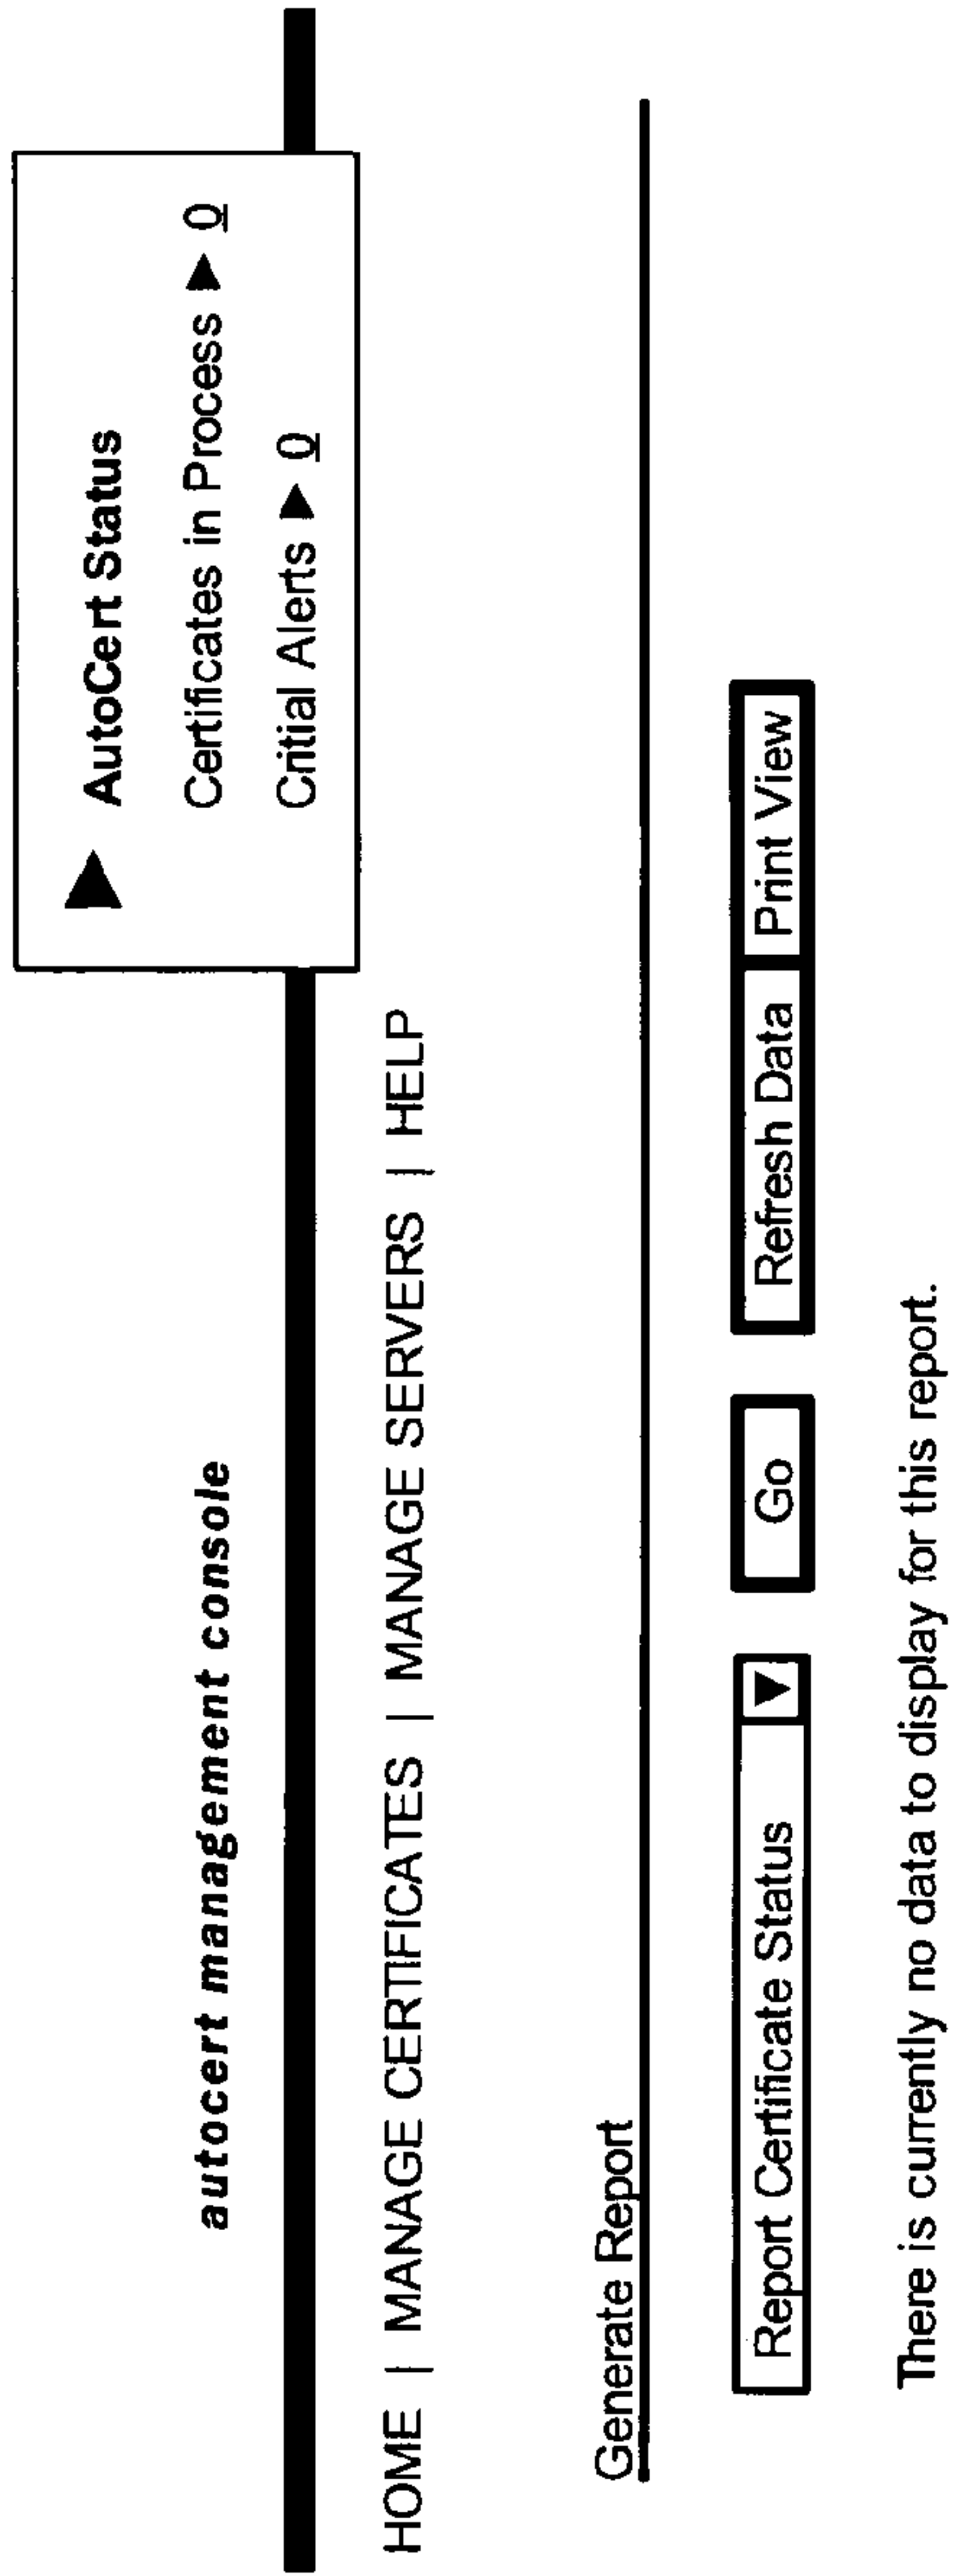 autocert management console
▶ AutoCert Status
Certificates in Process ▶ 0
Critial Alerts ▶ 0
HOME | MANAGE CERTIFICATES | MANAGE SERVERS | HELP
Generate Report
Report Certificate Status ▼ Go Refresh Data Print View
There is currently no data to display for this report.